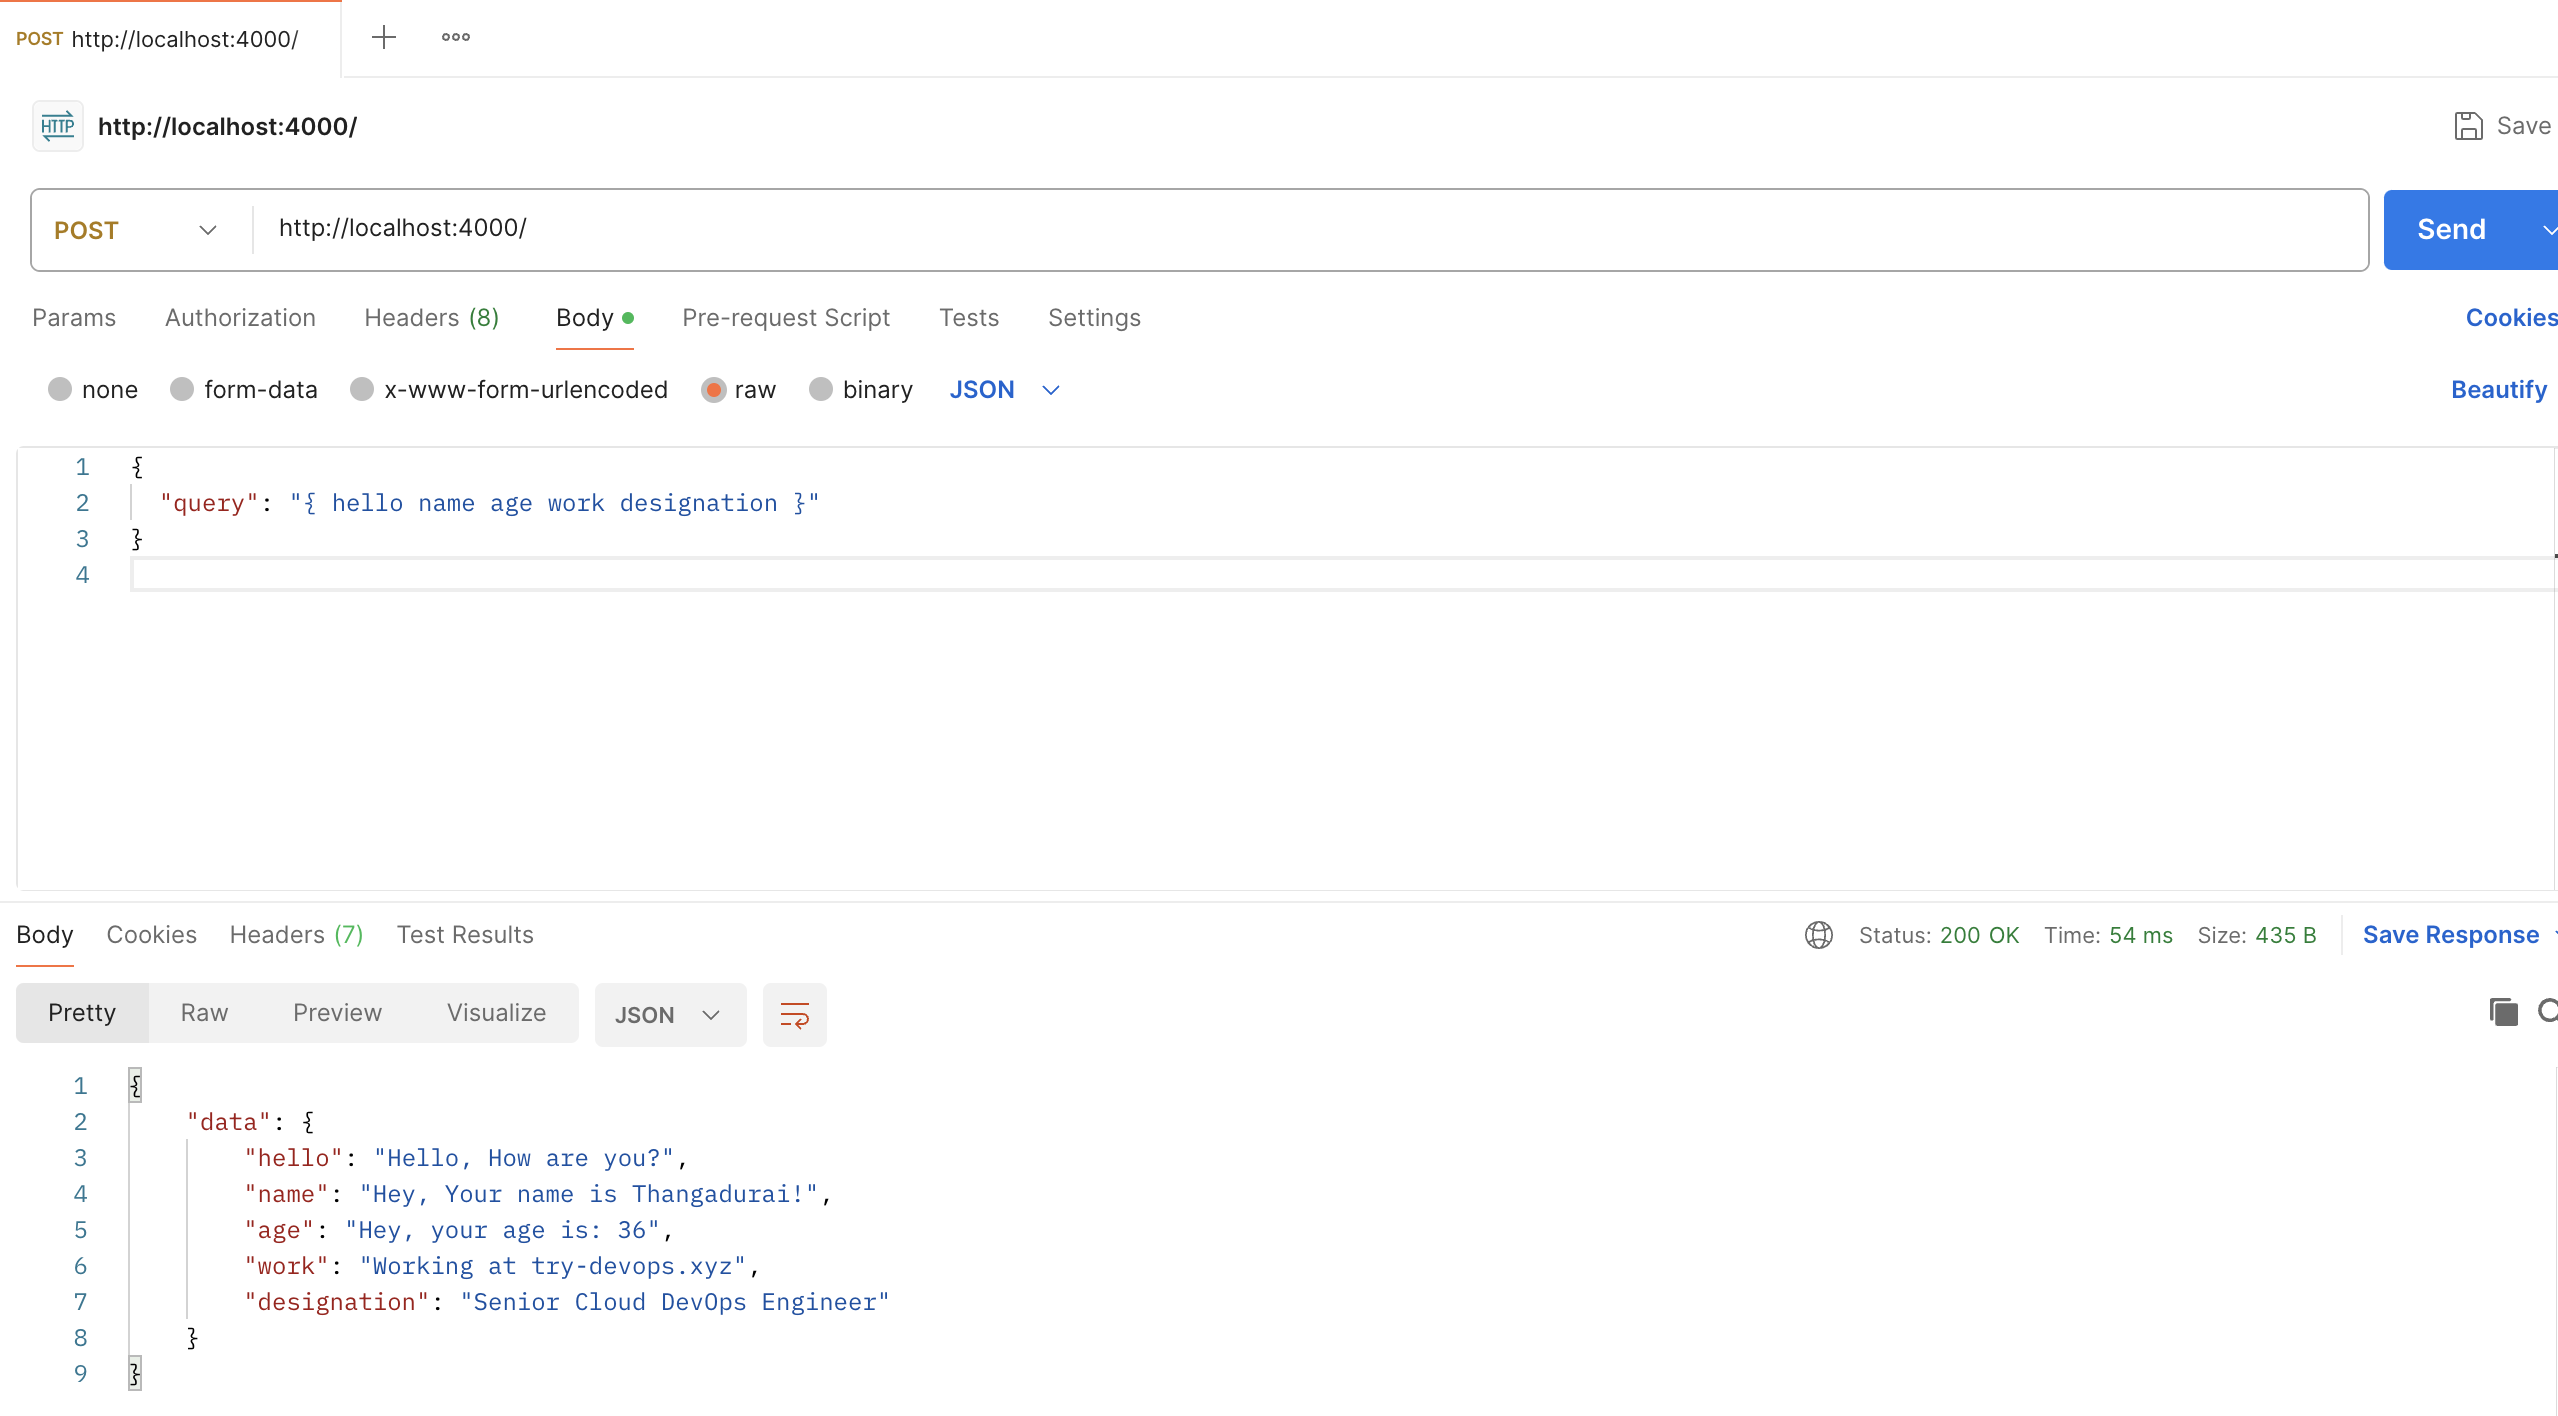 POST http://localhost:4000/
HTTP http://localhost:4000/ Save
POST http://localhost:4000/ Send
Params Authorization Headers (8) Body Pre-request Script Tests Settings Cookies
none form-data x-www-form-urlencoded raw binary JSON Beautify
1 {
2 "query": "{ hello name age work designation }"
3 }
4
Body Cookies Headers (7) Test Results Status: 200 OK Time: 54 ms Size: 435 B Save Response
Pretty Raw Preview Visualize JSON
1 {
2 "data": {
3 "hello": "Hello, How are you?",
4 "name": "Hey, Your name is Thangadurai!",
5 "age": "Hey, your age is: 36",
6 "work": "Working at try-devops.xyz",
7 "designation": "Senior Cloud DevOps Engineer"
8 }
9 }